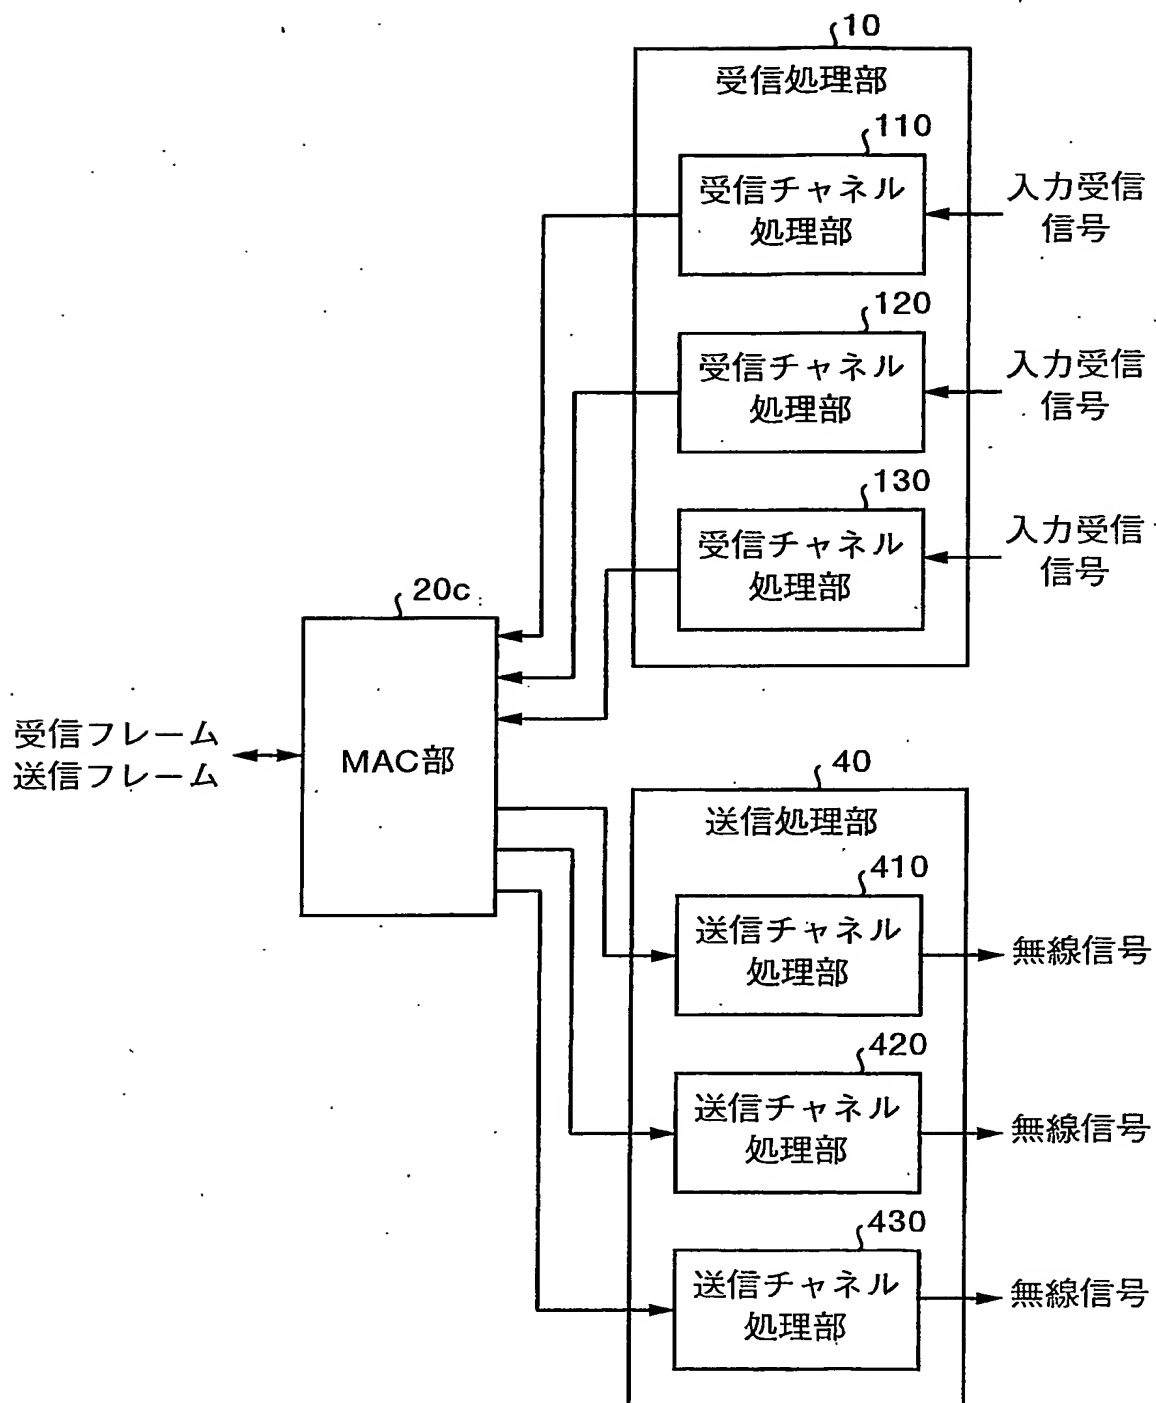 10
受信処理部
110
受信チャネル
処理部
入力受信
信号
120
受信チャネル
処理部
入力受信
信号
130
受信チャネル
処理部
入力受信
信号
20c
MAC部
受信フレーム
送信フレーム
40
送信処理部
410
送信チャネル
処理部
無線信号
420
送信チャネル
処理部
無線信号
430
送信チャネル
処理部
無線信号